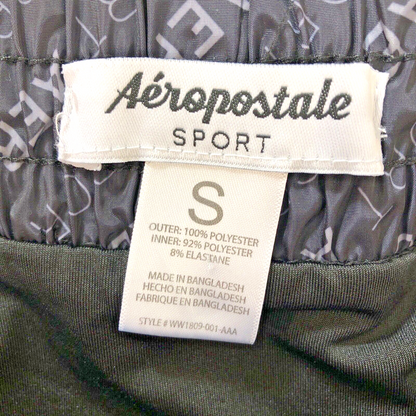 Aéropostale
SPORT
S
OUTER: 100% POLYESTER
INNER: 92% POLYESTER
8% ELASTANE
MADE IN BANGLADESH
HECHO EN BANGLADESH
FABRIQUE EN BANGLADESH
STYLE # WW1809-001-AAA